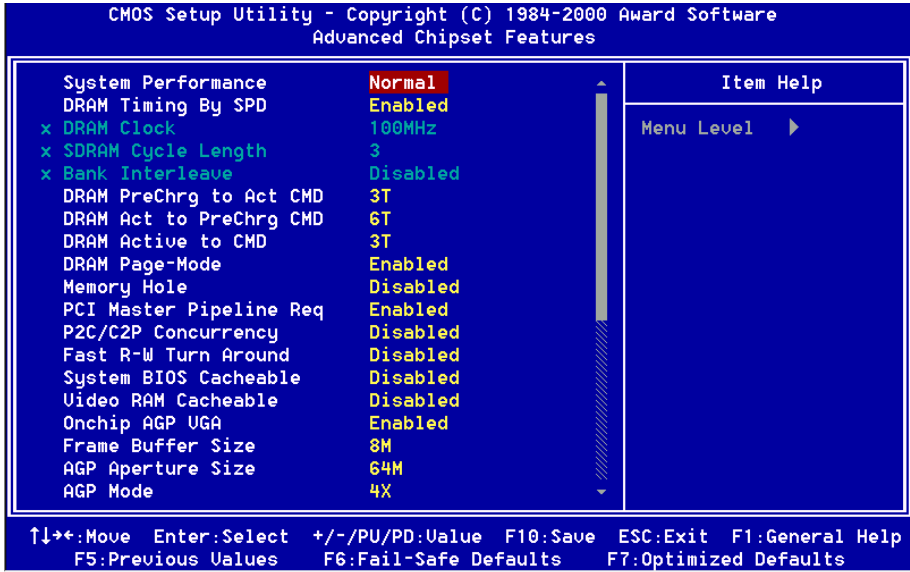 CMOS Setup Utility - Copyright (C) 1984-2000 Award Software
Advanced Chipset Features
System Performance Normal
DRAM Timing By SPD Enabled
x DRAM Clock 100MHz
x SDRAM Cycle Length 3
x Bank Interleave Disabled
DRAM PreChrg to Act CMD 3T
DRAM Act to PreChrg CMD 6T
DRAM Active to CMD 3T
DRAM Page-Mode Enabled
Memory Hole Disabled
PCI Master Pipeline Req Enabled
P2C/C2P Concurrency Disabled
Fast R-W Turn Around Disabled
System BIOS Cacheable Disabled
Video RAM Cacheable Disabled
Onchip AGP VGA Enabled
Frame Buffer Size 8M
AGP Aperture Size 64M
AGP Mode 4X
Item Help
Menu Level ▶
↑↓→←:Move Enter:Select +/-/PU/PD:Value F10:Save ESC:Exit F1:General Help
F5:Previous Values F6:Fail-Safe Defaults F7:Optimized Defaults